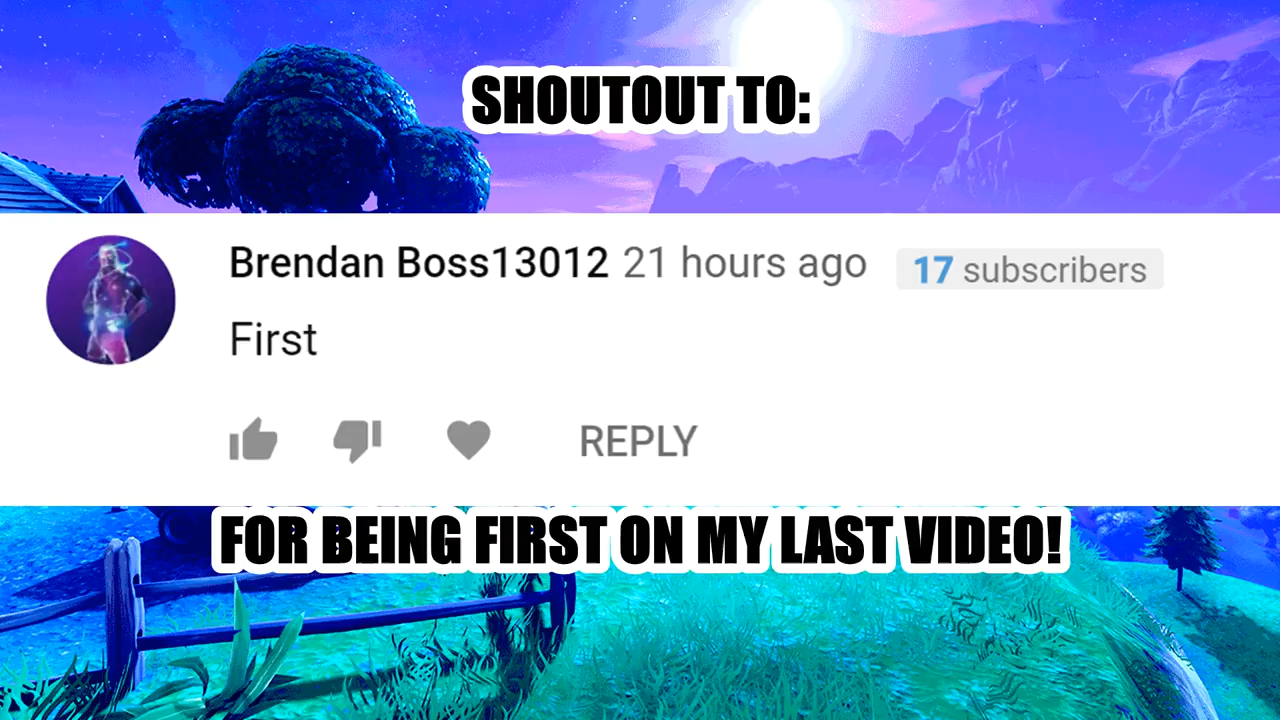 SHOUTOUT TO:
Brendan Boss13012 21 hours ago 17 subscribers
First
REPLY
FOR BEING FIRST ON MY LAST VIDEO!